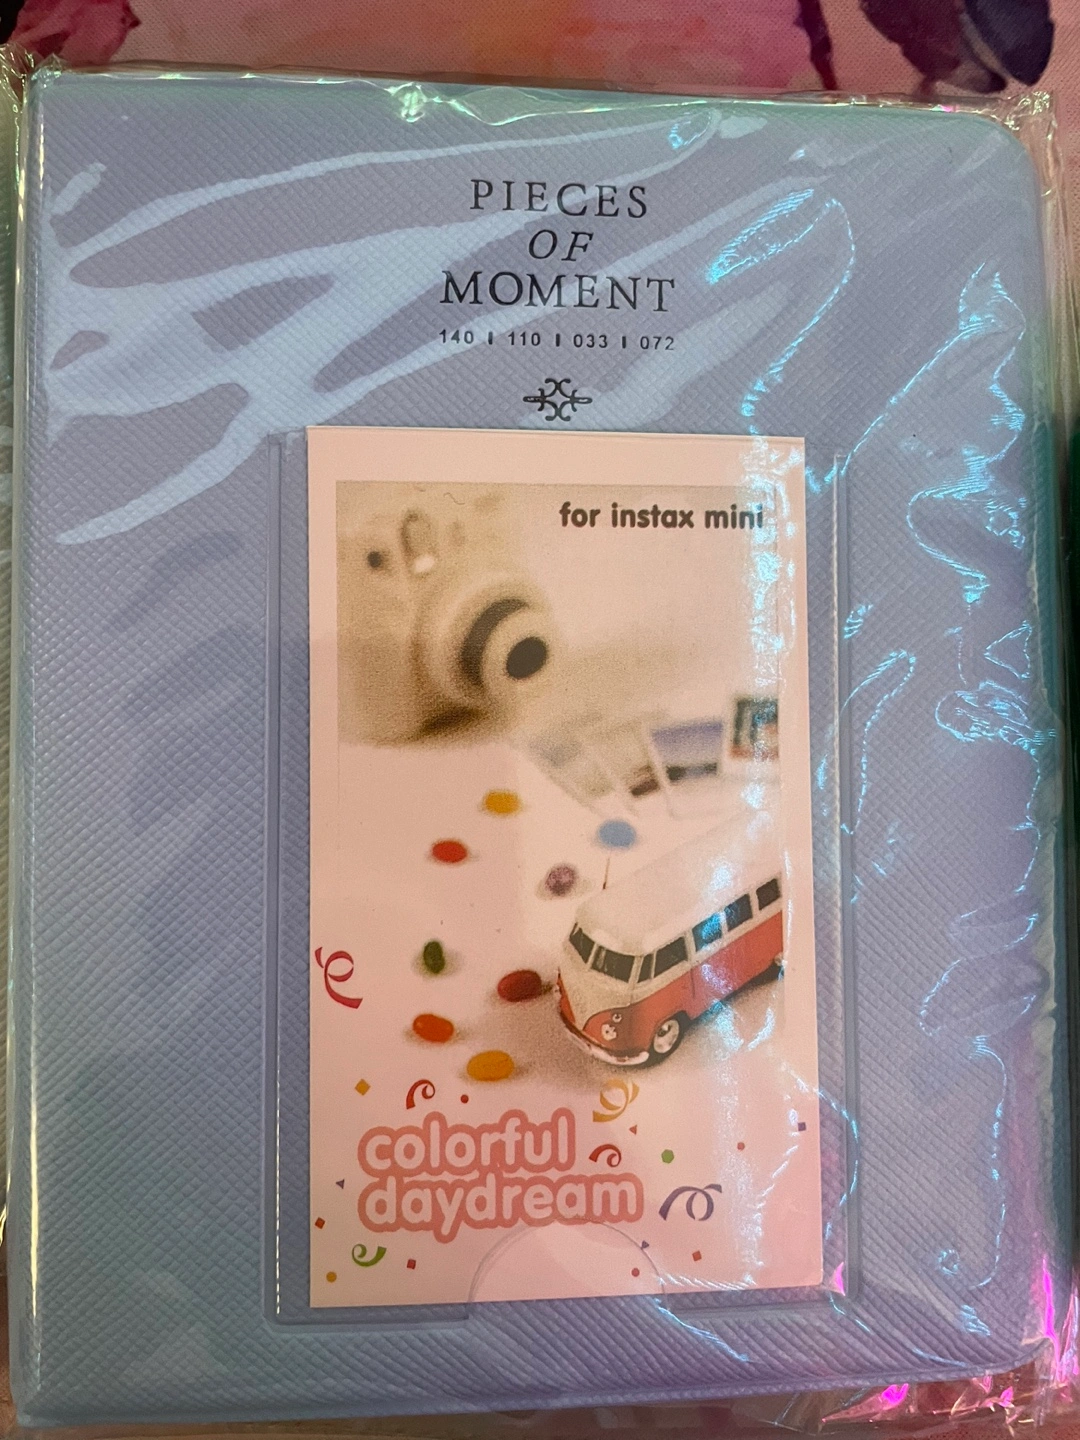 PIECES
OF
MOMENT
140 I 110 I 033 I 072
for instax mini
colorful
daydream